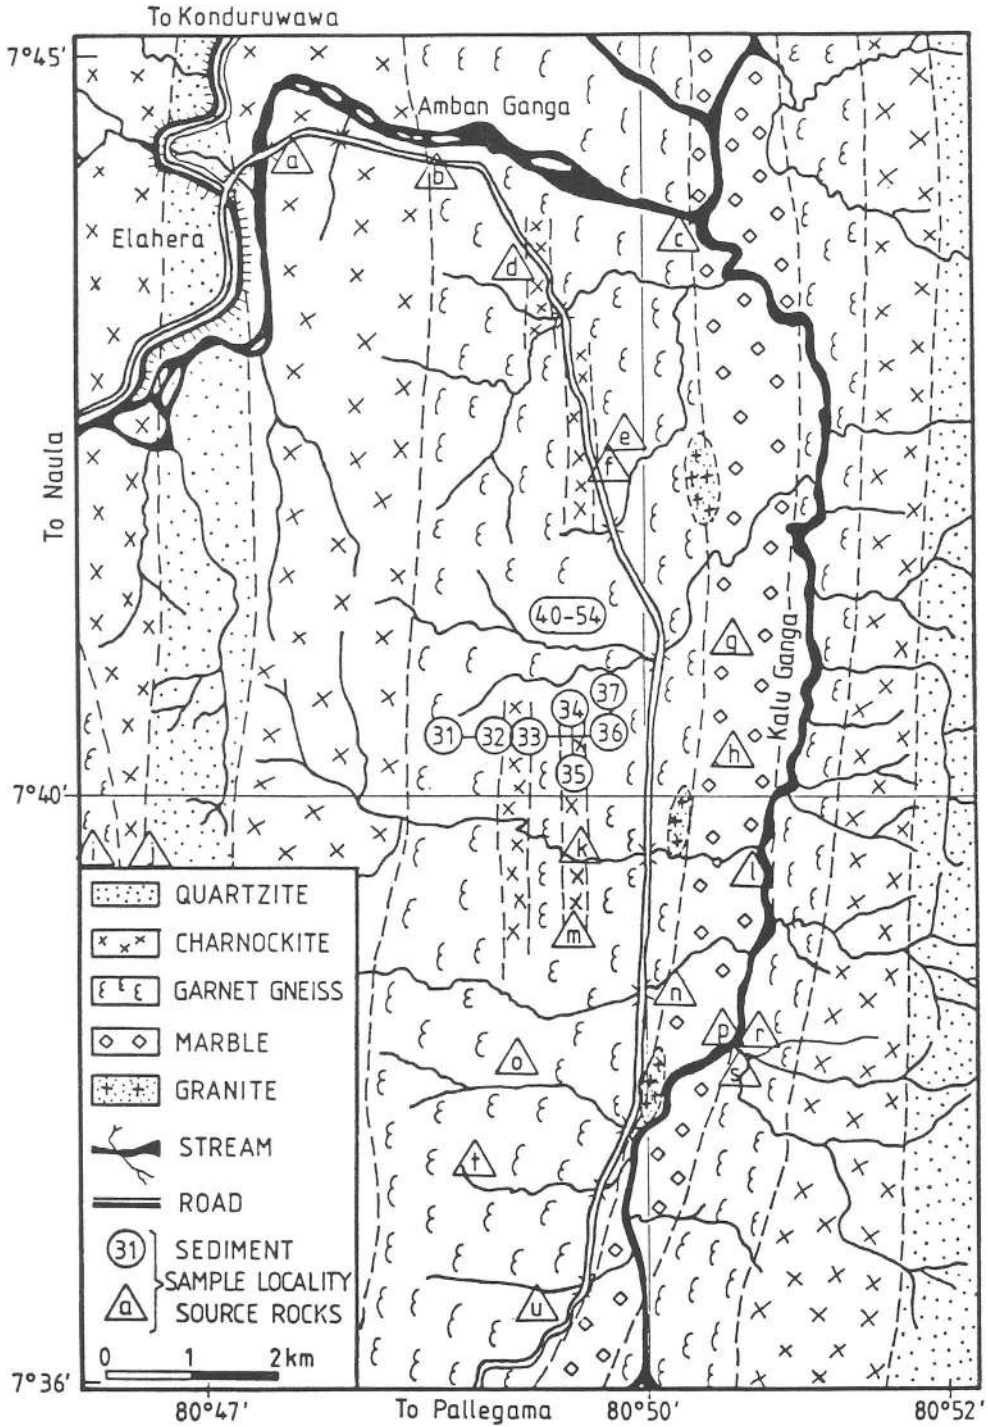 To Konduruwawa
7°45'
Amban Ganga
a
b
Elahera
c
d
To Naula
e
f
40-54
g
Kalu Ganga
37
34
31
32
33
36
h
35
7°40'
i
j
k
l
QUARTZITE
m
CHARNOCKITE
GARNET GNEISS
n
MARBLE
p
r
o
s
GRANITE
STREAM
t
ROAD
31
SEDIMENT
SAMPLE LOCALITY
a
SOURCE ROCKS
u
0 1 2 km
7°36'
80°47'
To Pallegama
80°50'
80°52'